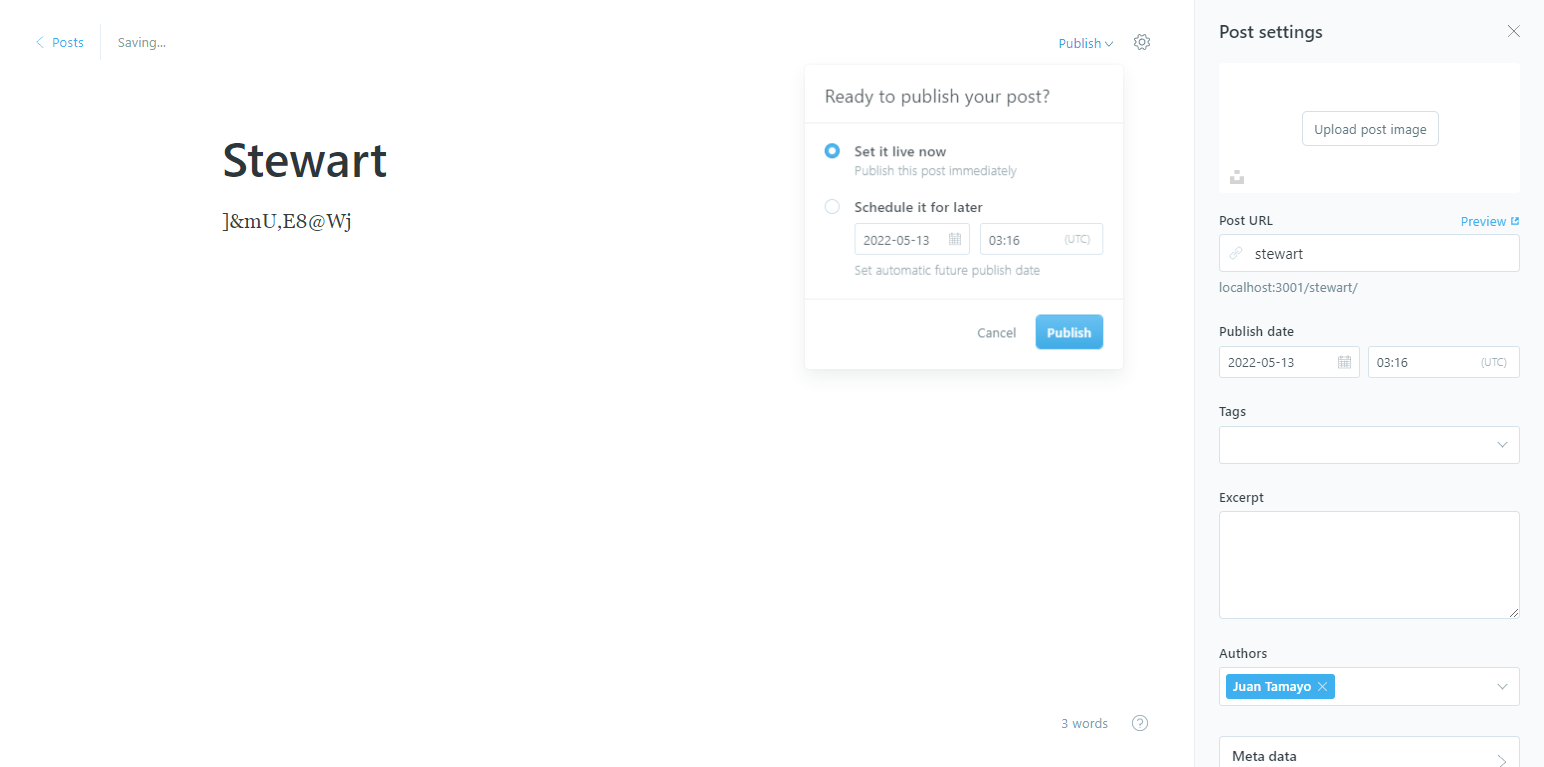 Posts
Saving...
Publish
Stewart
]&mU,E8@Wj
Ready to publish your post?
Set it live now
Publish this post immediately
Schedule it for later
2022-05-13 03:16 (UTC)
Set automatic future publish date
Cancel Publish
3 words
Post settings
Upload post image
Post URL Preview
stewart
localhost:3001/stewart/
Publish date
2022-05-13 03:16 (UTC)
Tags
Excerpt
Authors
Juan Tamayo
Meta data